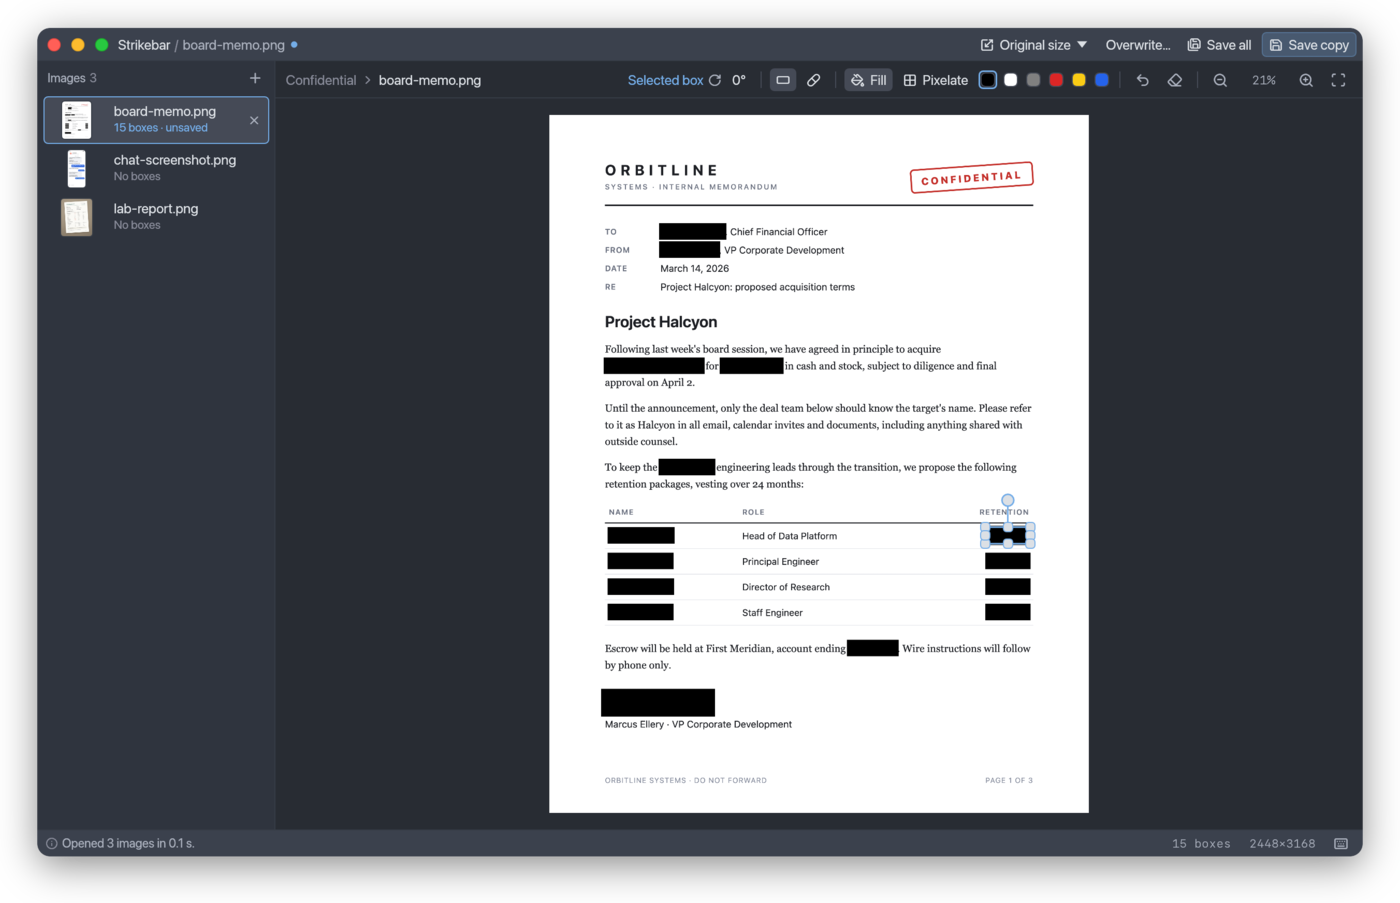 Strikebar / board-memo.png
Original size
Overwrite...
Save all
Save copy
Images 3
Confidential > board-memo.png
Selected box
0°
Fill
Pixelate
21%
board-memo.png
15 boxes · unsaved
chat-screenshot.png
No boxes
lab-report.png
No boxes
ORBITLINE
SYSTEMS · INTERNAL MEMORANDUM
CONFIDENTIAL
TO Chief Financial Officer
FROM VP Corporate Development
DATE March 14, 2026
RE Project Halcyon: proposed acquisition terms
Project Halcyon
Following last week's board session, we have agreed in principle to acquire
for in cash and stock, subject to diligence and final
approval on April 2.
Until the announcement, only the deal team below should know the target's name. Please refer
to it as Halcyon in all email, calendar invites and documents, including anything shared with
outside counsel.
To keep the engineering leads through the transition, we propose the following
retention packages, vesting over 24 months:
NAME ROLE RETENTION
Head of Data Platform
Principal Engineer
Director of Research
Staff Engineer
Escrow will be held at First Meridian, account ending . Wire instructions will follow
by phone only.
Marcus Ellery · VP Corporate Development
ORBITLINE SYSTEMS · DO NOT FORWARD
PAGE 1 OF 3
Opened 3 images in 0.1 s.
15 boxes
2448×3168